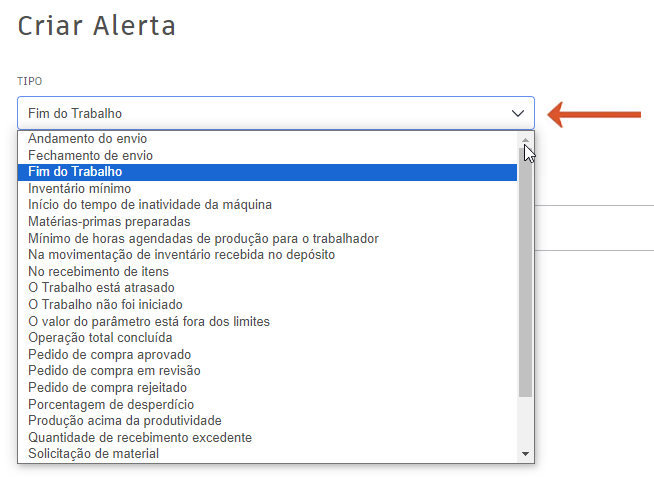 Criar Alerta
TIPO
Fim do Trabalho
Andamento do envio
Fechamento de envio
Fim do Trabalho
Inventário mínimo
Início do tempo de inatividade da máquina
Matérias-primas preparadas
Mínimo de horas agendadas de produção para o trabalhador
Na movimentação de inventário recebida no depósito
No recebimento de itens
O Trabalho está atrasado
O Trabalho não foi iniciado
O valor do parâmetro está fora dos limites
Operação total concluída
Pedido de compra aprovado
Pedido de compra em revisão
Pedido de compra rejeitado
Porcentagem de desperdício
Produção acima da produtividade
Quantidade de recebimento excedente
Solicitação de material